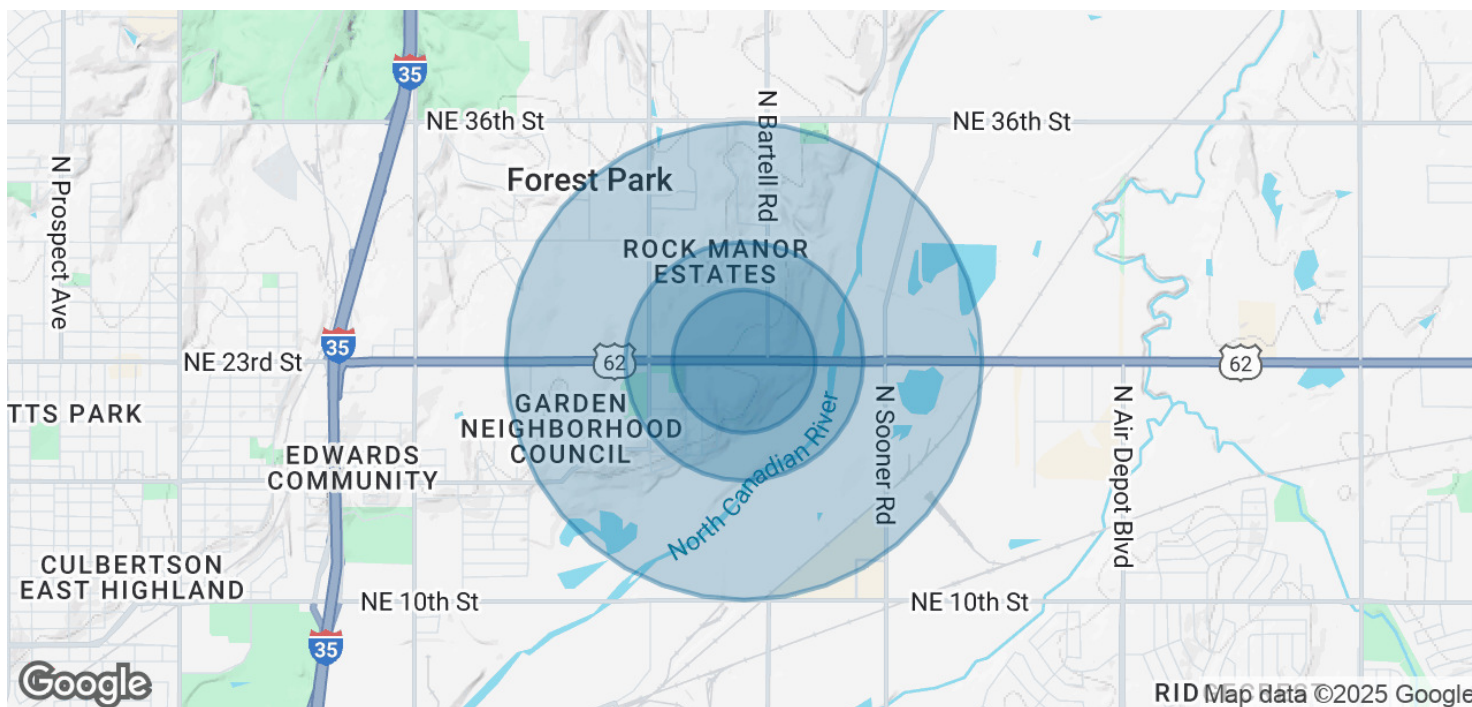 35
NE 36th St
N Bartell Rd
NE 36th St
N Prospect Ave
Forest Park
ROCK MANOR
ESTATES
35
NE 23rd St
62
62
TTS PARK
GARDEN
NEIGHBORHOOD
COUNCIL
EDWARDS
COMMUNITY
North Canadian River
N Sooner Rd
N Air Depot Blvd
CULBERTSON
EAST HIGHLAND
NE 10th St
NE 10th St
35
Google
RID
Map data ©2025 Google